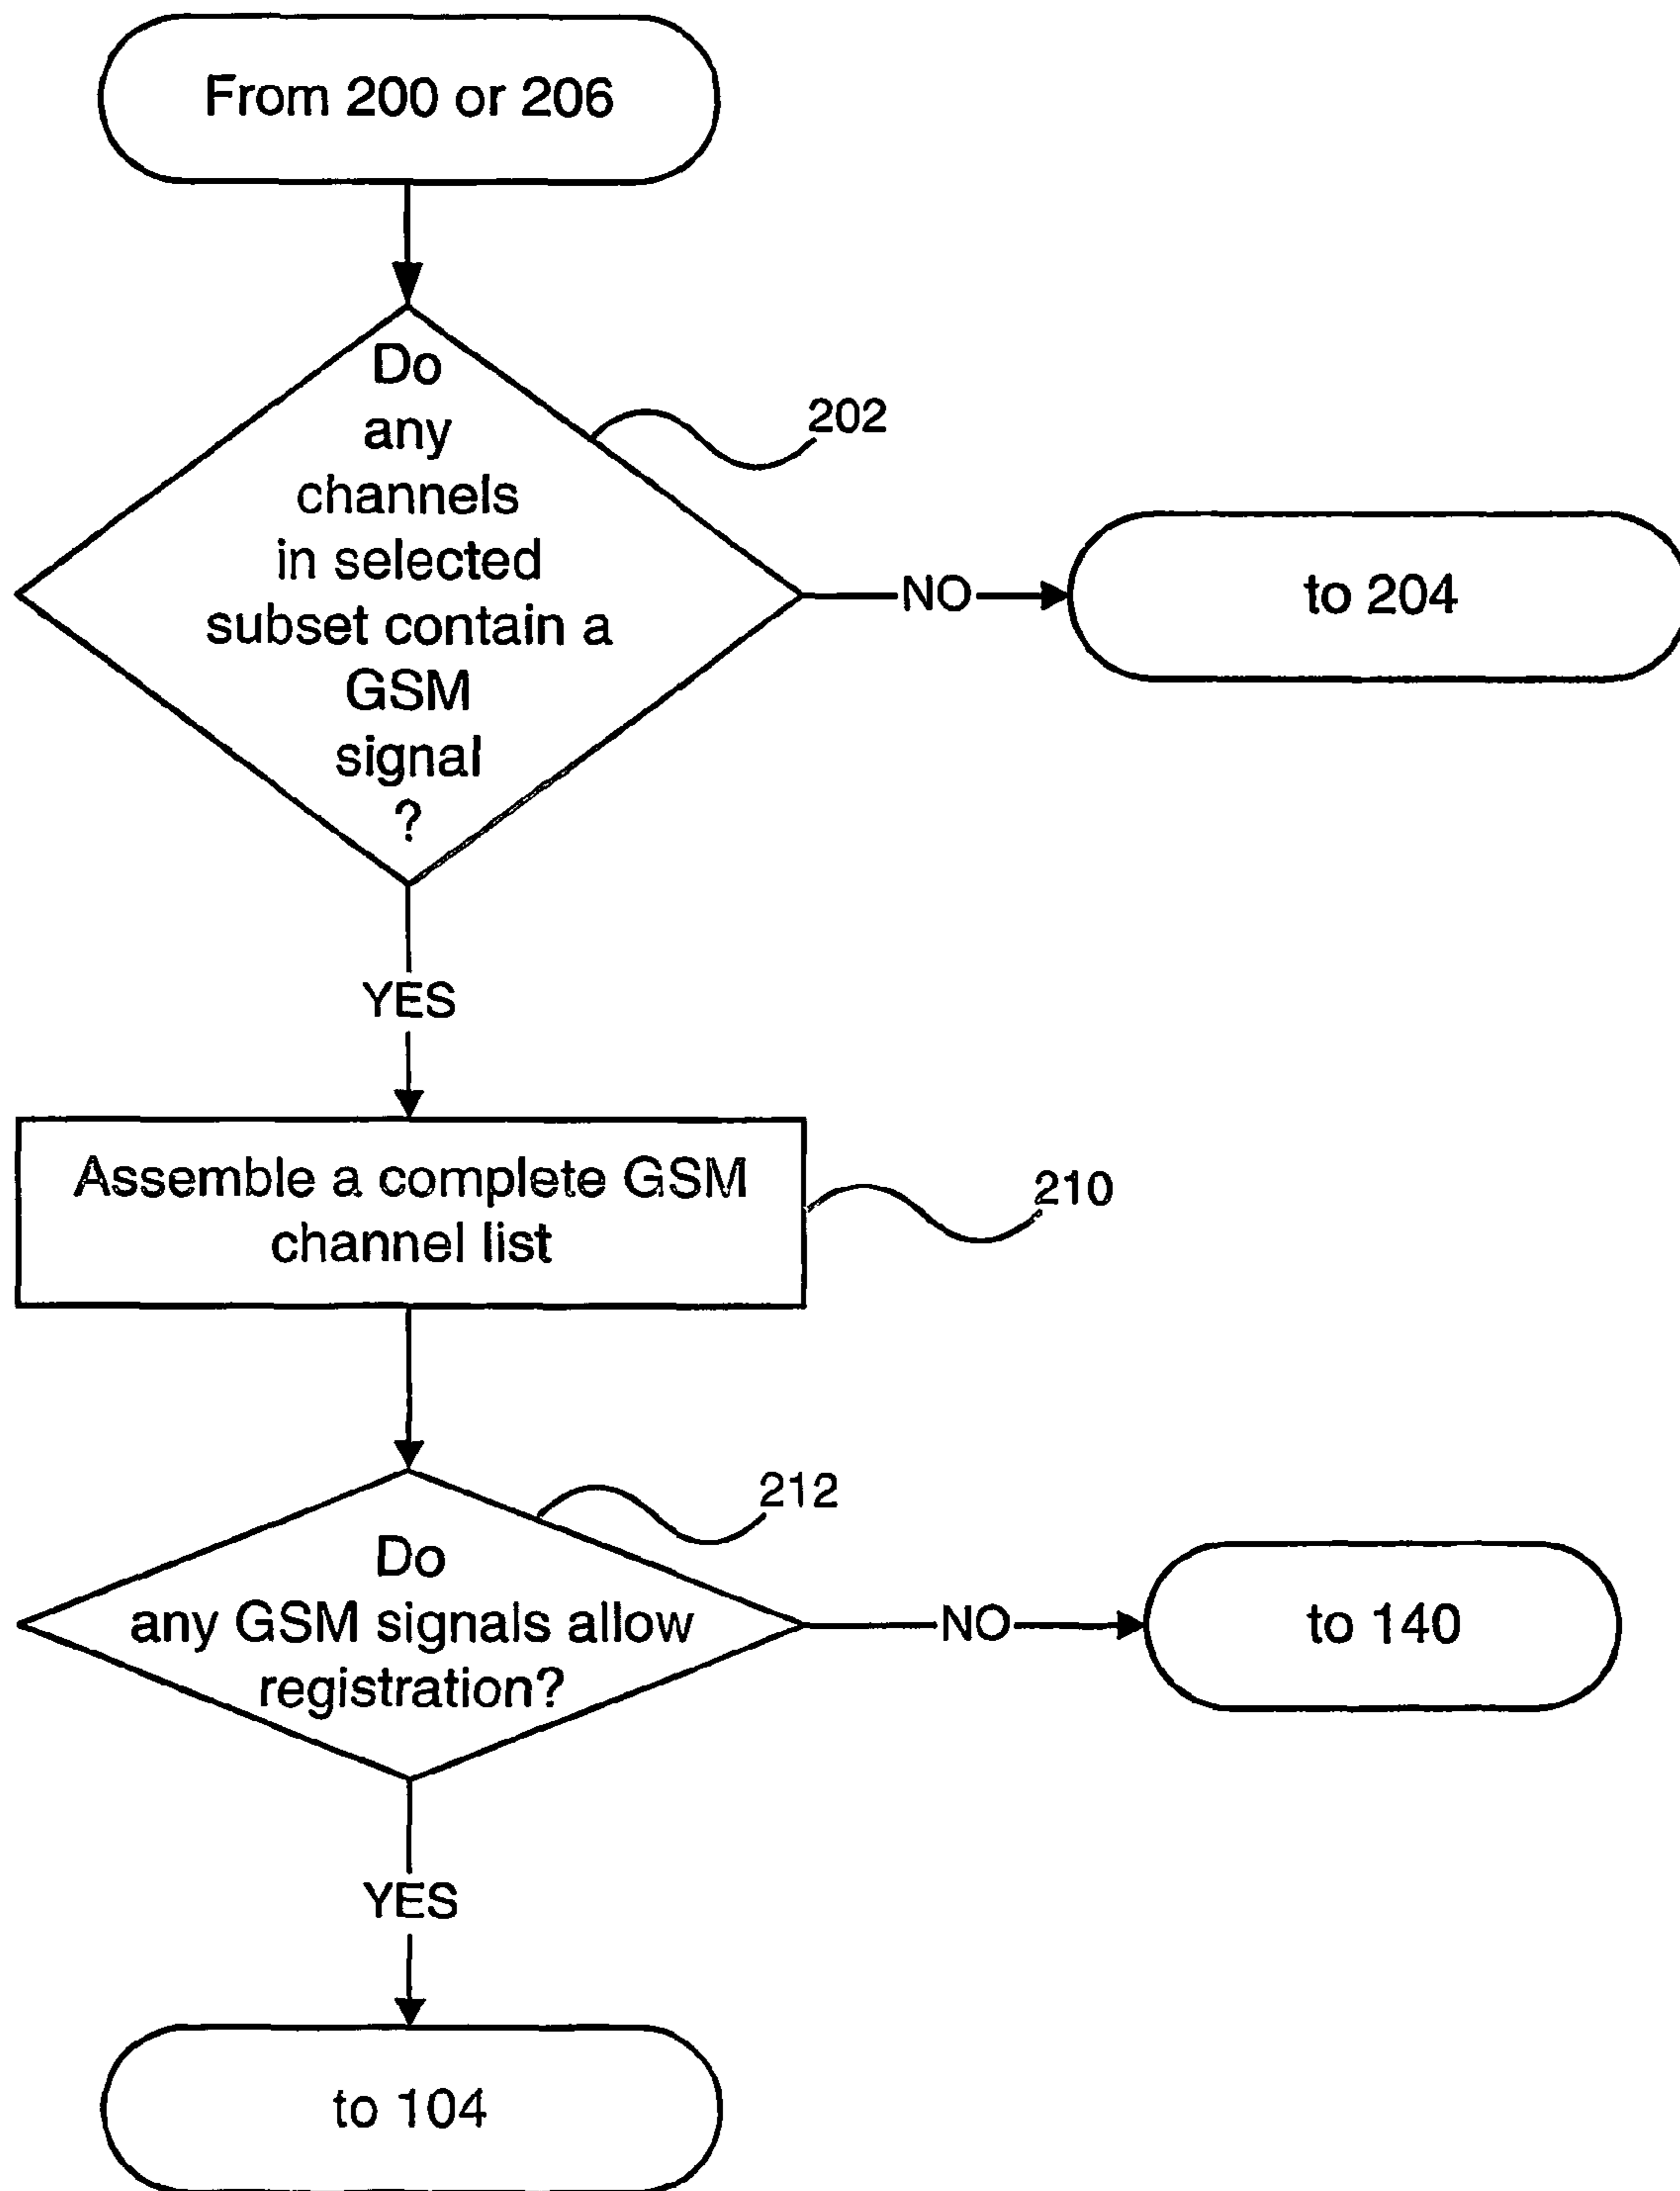 From 200 or 206
Do
any
channels
in selected
subset contain a
GSM
signal
?
202
NO
to 204
YES
Assemble a complete GSM
channel list
210
Do
any GSM signals allow
registration?
212
NO
to 140
YES
to 104